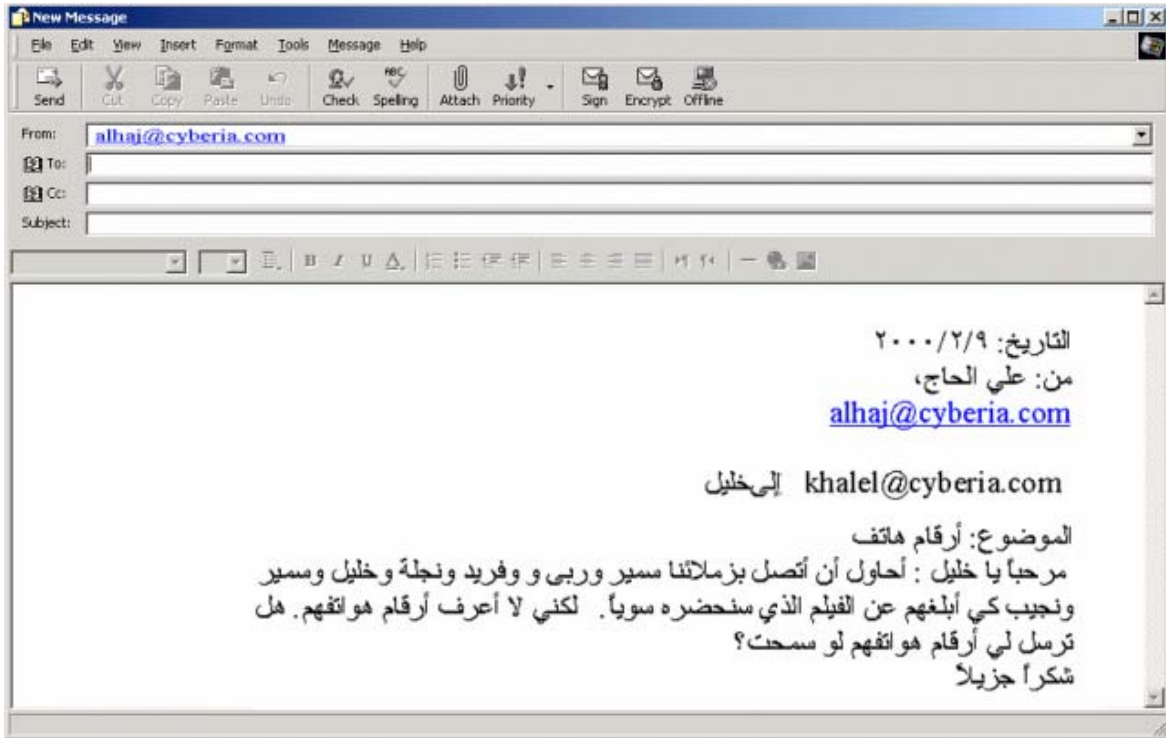 New Message
File Edit View Insert Format Tools Message Help
Send Cut Copy Paste Undo Check Spelling Attach Priority Sign Encrypt Offline
From: alhaj@cyberia.com
To:
Cc:
Subject:
التاريخ: ٢٠٠٠/٢/٩
من: علي الحاج،
alhaj@cyberia.com
khalel@cyberia.com إلىخليل
الموضوع: أرقام هاتف
مرحباً يا خليل : أحاول أن أتصل بزملائنا سمير وربى و وفريد ونجلة وخليل وسمير
ونجيب كي أبلغهم عن الفيلم الذي سنحضره سوياً. لكني لا أعرف أرقام هواتفهم. هل
ترسل لي أرقام هواتفهم لو سمحت؟
شكراً جزيلاً